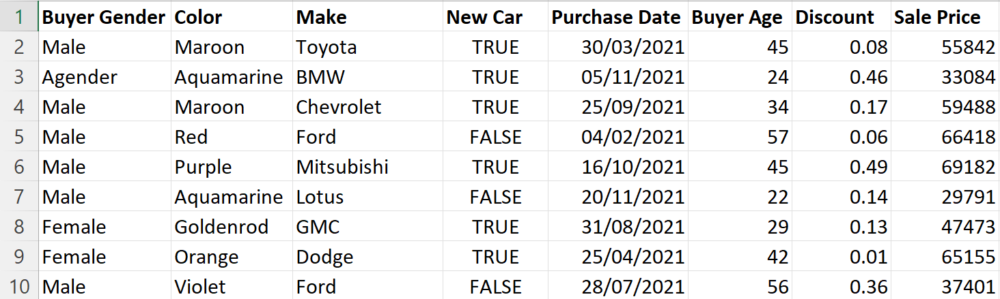 1 Buyer Gender Color Make New Car Purchase Date Buyer Age Discount Sale Price
2 Male Maroon Toyota TRUE 30/03/2021 45 0.08 55842
3 Agender Aquamarine BMW TRUE 05/11/2021 24 0.46 33084
4 Male Maroon Chevrolet TRUE 25/09/2021 34 0.17 59488
5 Male Red Ford FALSE 04/02/2021 57 0.06 66418
6 Male Purple Mitsubishi TRUE 16/10/2021 45 0.49 69182
7 Male Aquamarine Lotus FALSE 20/11/2021 22 0.14 29791
8 Female Goldenrod GMC TRUE 31/08/2021 29 0.13 47473
9 Female Orange Dodge TRUE 25/04/2021 42 0.01 65155
10 Male Violet Ford FALSE 28/07/2021 56 0.36 37401